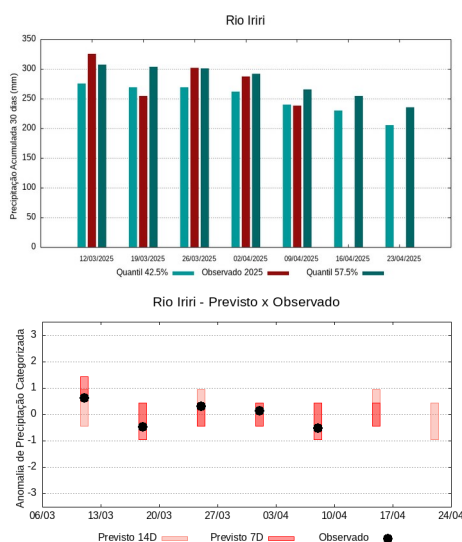 Rio Iriri
Precipitação Acumulada 30 dias (mm)
350
300
250
200
150
100
50
0
12/03/2025 19/03/2025 26/03/2025 02/04/2025 09/04/2025 16/04/2025 23/04/2025
Quantil 42.5% Observado 2025 Quantil 57.5%
Rio Iriri - Previsto x Observado
Anomalia de Preciptação Categorizada
3
2
1
0
-1
-2
-3
06/03 13/03 20/03 27/03 03/04 10/04 17/04 24/04
Previsto 14D Previsto 7D Observado